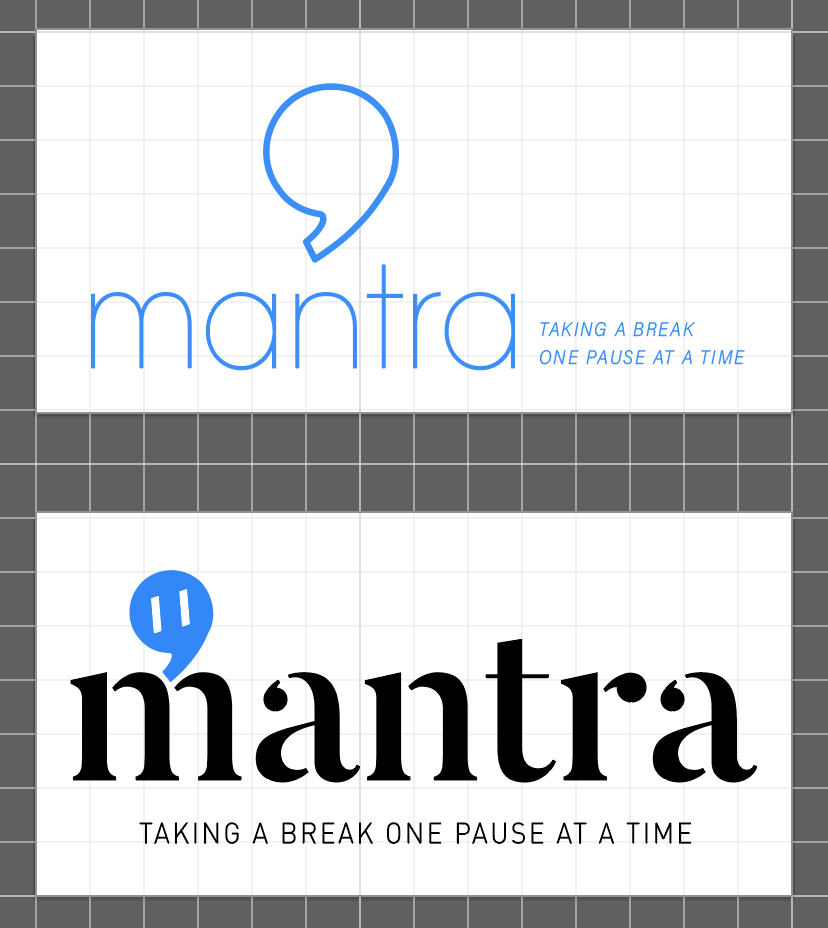 mantra
TAKING A BREAK
ONE PAUSE AT A TIME
mantra
TAKING A BREAK ONE PAUSE AT A TIME